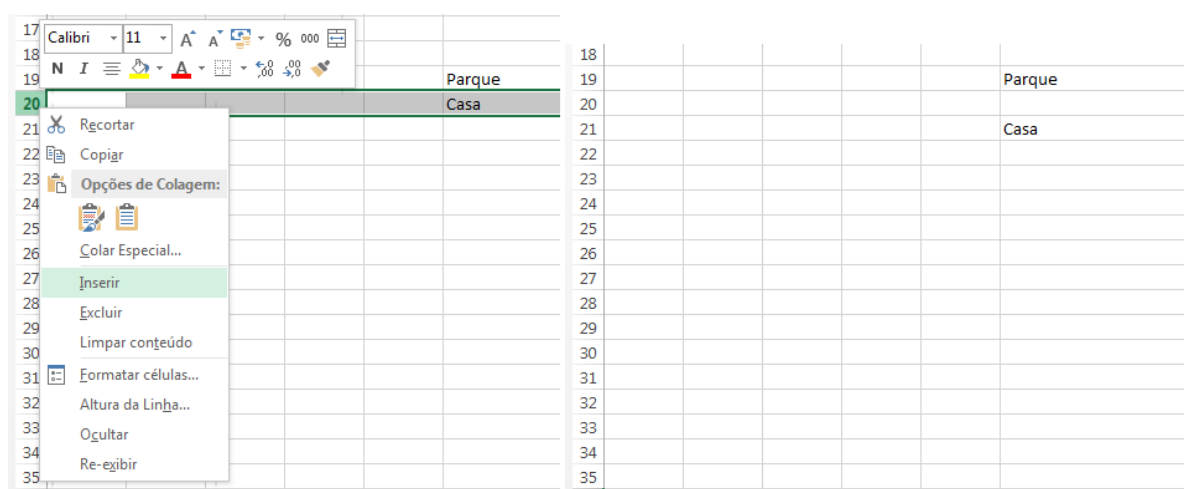 17 Calibri 11 A A % 000
18 N I A ,00 ,0
19 Parque
20 Casa
21 Recortar
22 Copiar
23 Opções de Colagem:
24
25
26 Colar Especial...
27 Inserir
28 Excluir
29 Limpar conteúdo
30
31 Formatar células...
32 Altura da Linha...
33 Ocultar
34 Re-exibir
35
18
19 Parque
20
21 Casa
22
23
24
25
26
27
28
29
30
31
32
33
34
35